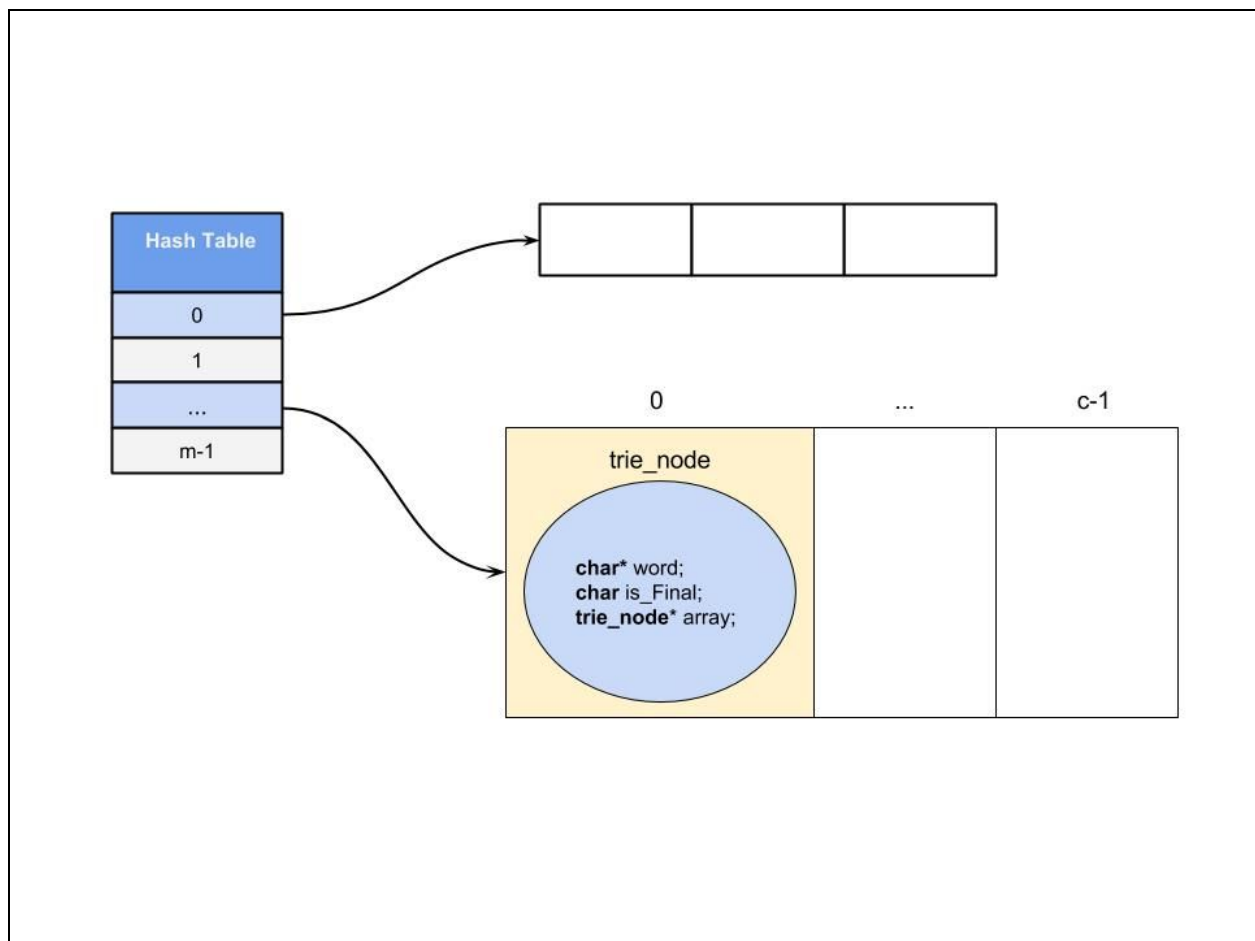 Hash Table
0
1
...
m-1
0 ... c-1
trie_node
char* word;
char is_Final;
trie_node* array;